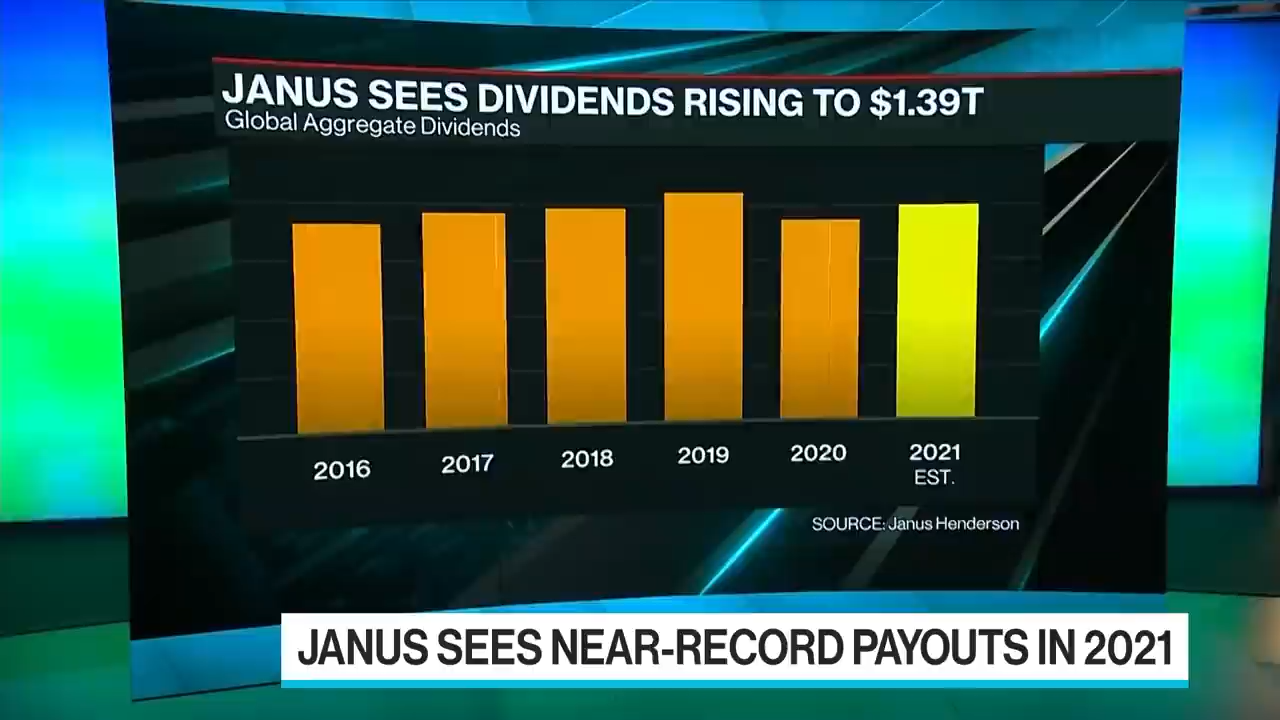 JANUS SEES DIVIDENDS RISING TO $1.39T
Global Aggregate Dividends
2016 2017 2018 2019 2020 2021
EST.
SOURCE: Janus Henderson
JANUS SEES NEAR-RECORD PAYOUTS IN 2021